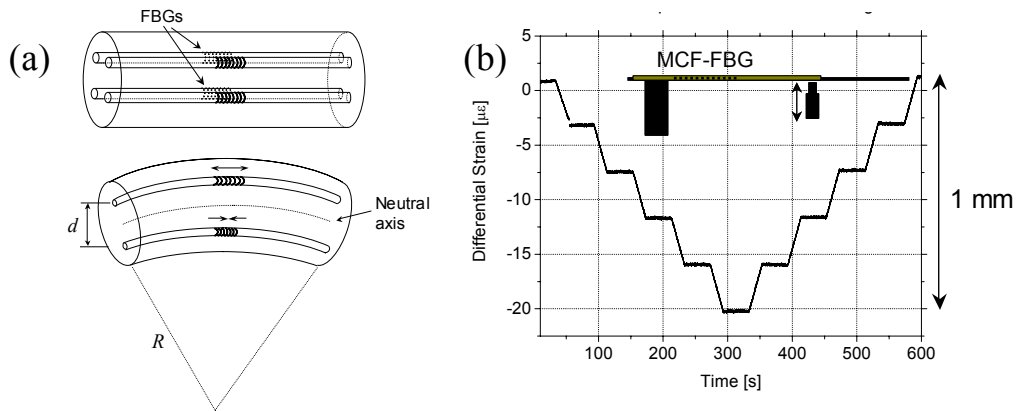 (a)
FBGs
Neutral
axis
d
R
(b)
MCF-FBG
5
0
-5
-10
-15
-20
Differential Strain [με]
1 mm
100 200 300 400 500 600
Time [s]